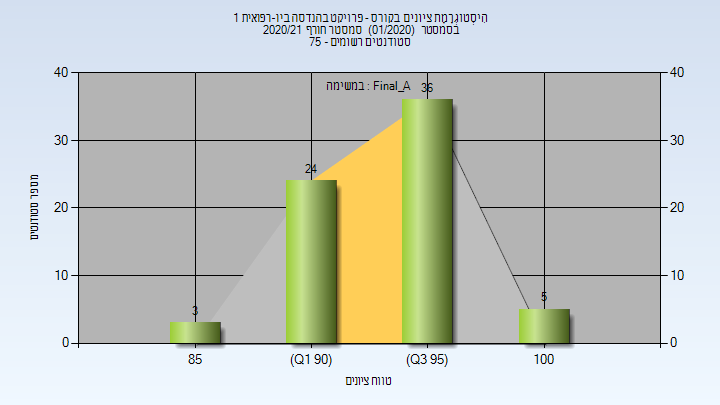 היסטוגרמת ציונים בקורס - פרויקט בהנדסה ביו-רפואית 1
בסמסטר (01/2020) סמסטר חורף 2020/21
סטודנטים רשומים - 75
במשימה : Final_A
40
30
20
10
0
40
30
20
10
0
מספר סטודנטים
3
24
36
5
85
(Q1 90)
(Q3 95)
100
טווח ציונים